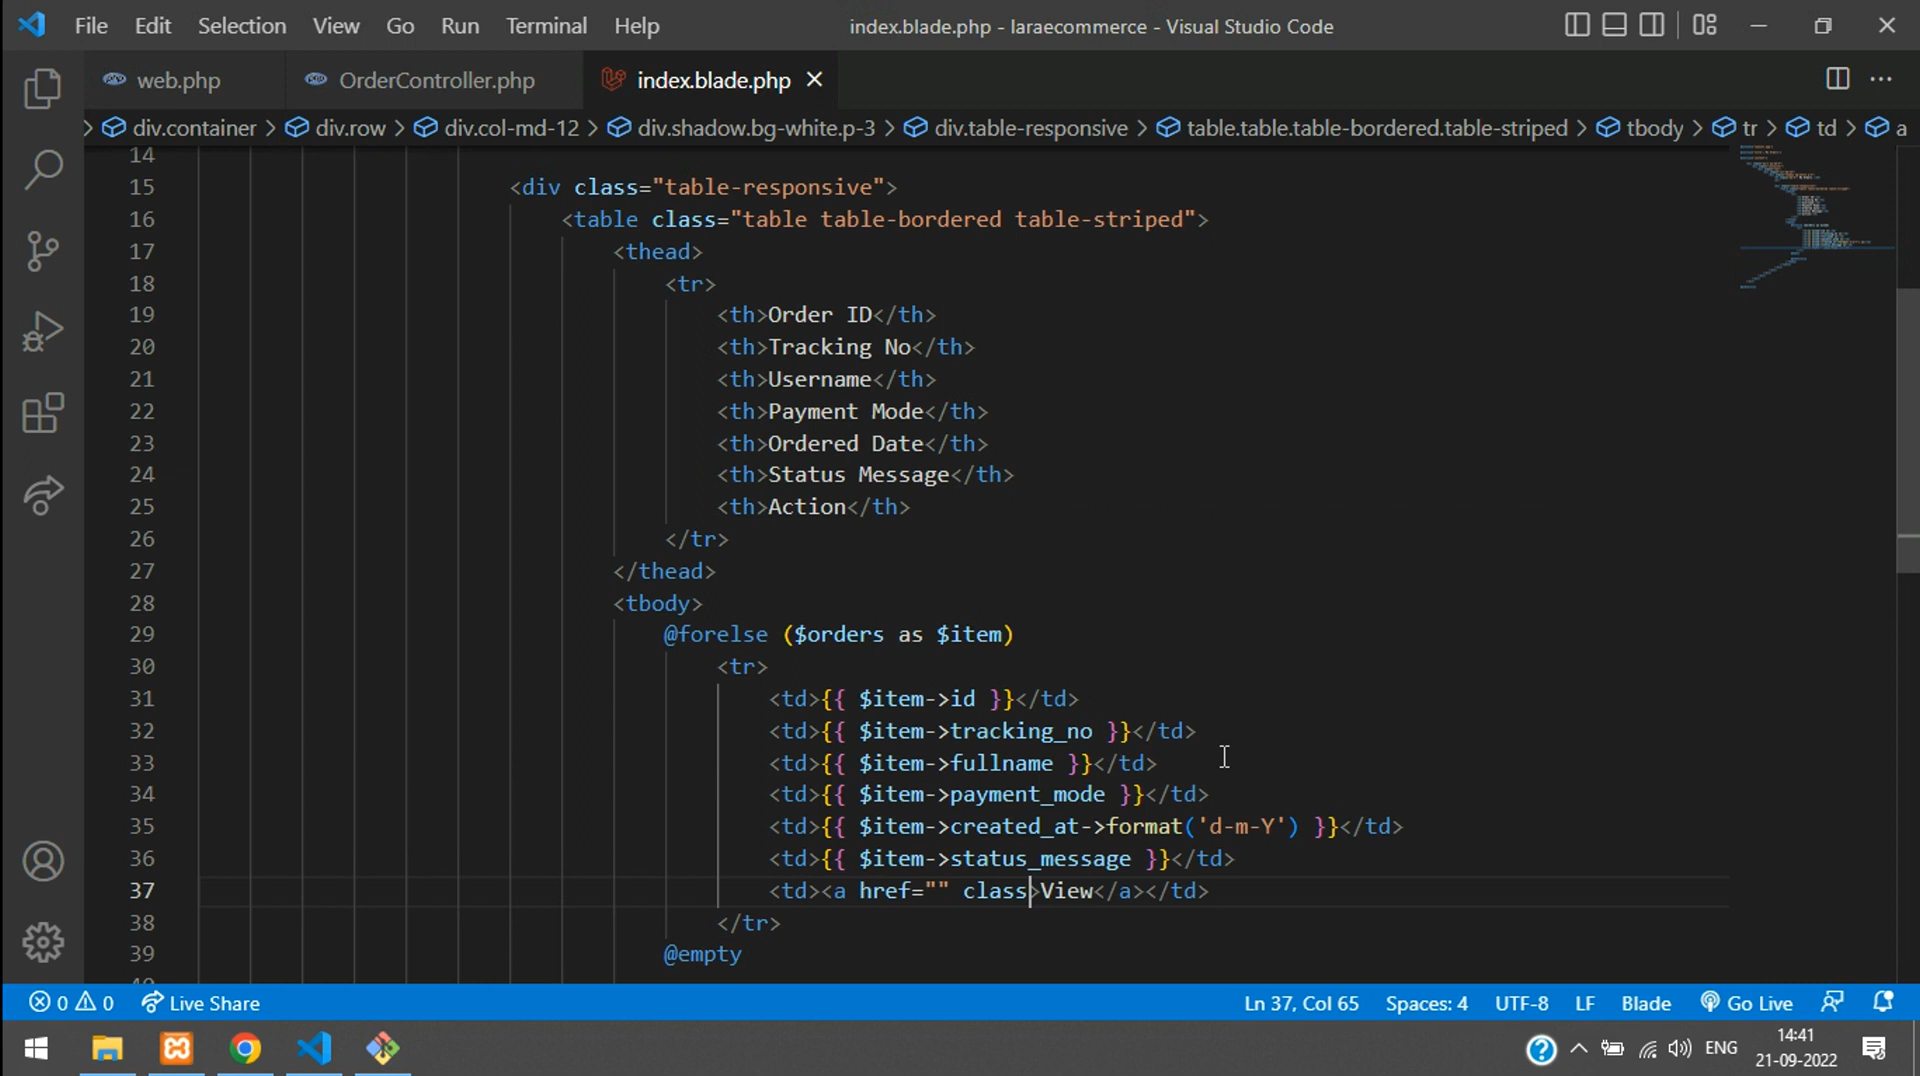 File Edit Selection View Go Run Terminal Help index.blade.php - laraecommerce - Visual Studio Code
web.php OrderController.php index.blade.php
div.container > div.row > div.col-md-12 > div.shadow.bg-white.p-3 > div.table-responsive > table.table.table-bordered.table-striped > tbody > tr > td > a
14
15 <div class="table-responsive">
16 <table class="table table-bordered table-striped">
17 <thead>
18 <tr>
19 <th>Order ID</th>
20 <th>Tracking No</th>
21 <th>Username</th>
22 <th>Payment Mode</th>
23 <th>Ordered Date</th>
24 <th>Status Message</th>
25 <th>Action</th>
26 </tr>
27 </thead>
28 <tbody>
29 @forelse ($orders as $item)
30 <tr>
31 <td>{{ $item->id }}</td>
32 <td>{{ $item->tracking_no }}</td>
33 <td>{{ $item->fullname }}</td>
34 <td>{{ $item->payment_mode }}</td>
35 <td>{{ $item->created_at->format('d-m-Y') }}</td>
36 <td>{{ $item->status_message }}</td>
37 <td><a href="" class>View</a></td>
38 </tr>
39 @empty
0 0 Live Share Ln 37, Col 65 Spaces: 4 UTF-8 LF Blade Go Live
ENG 14:41
21-09-2022